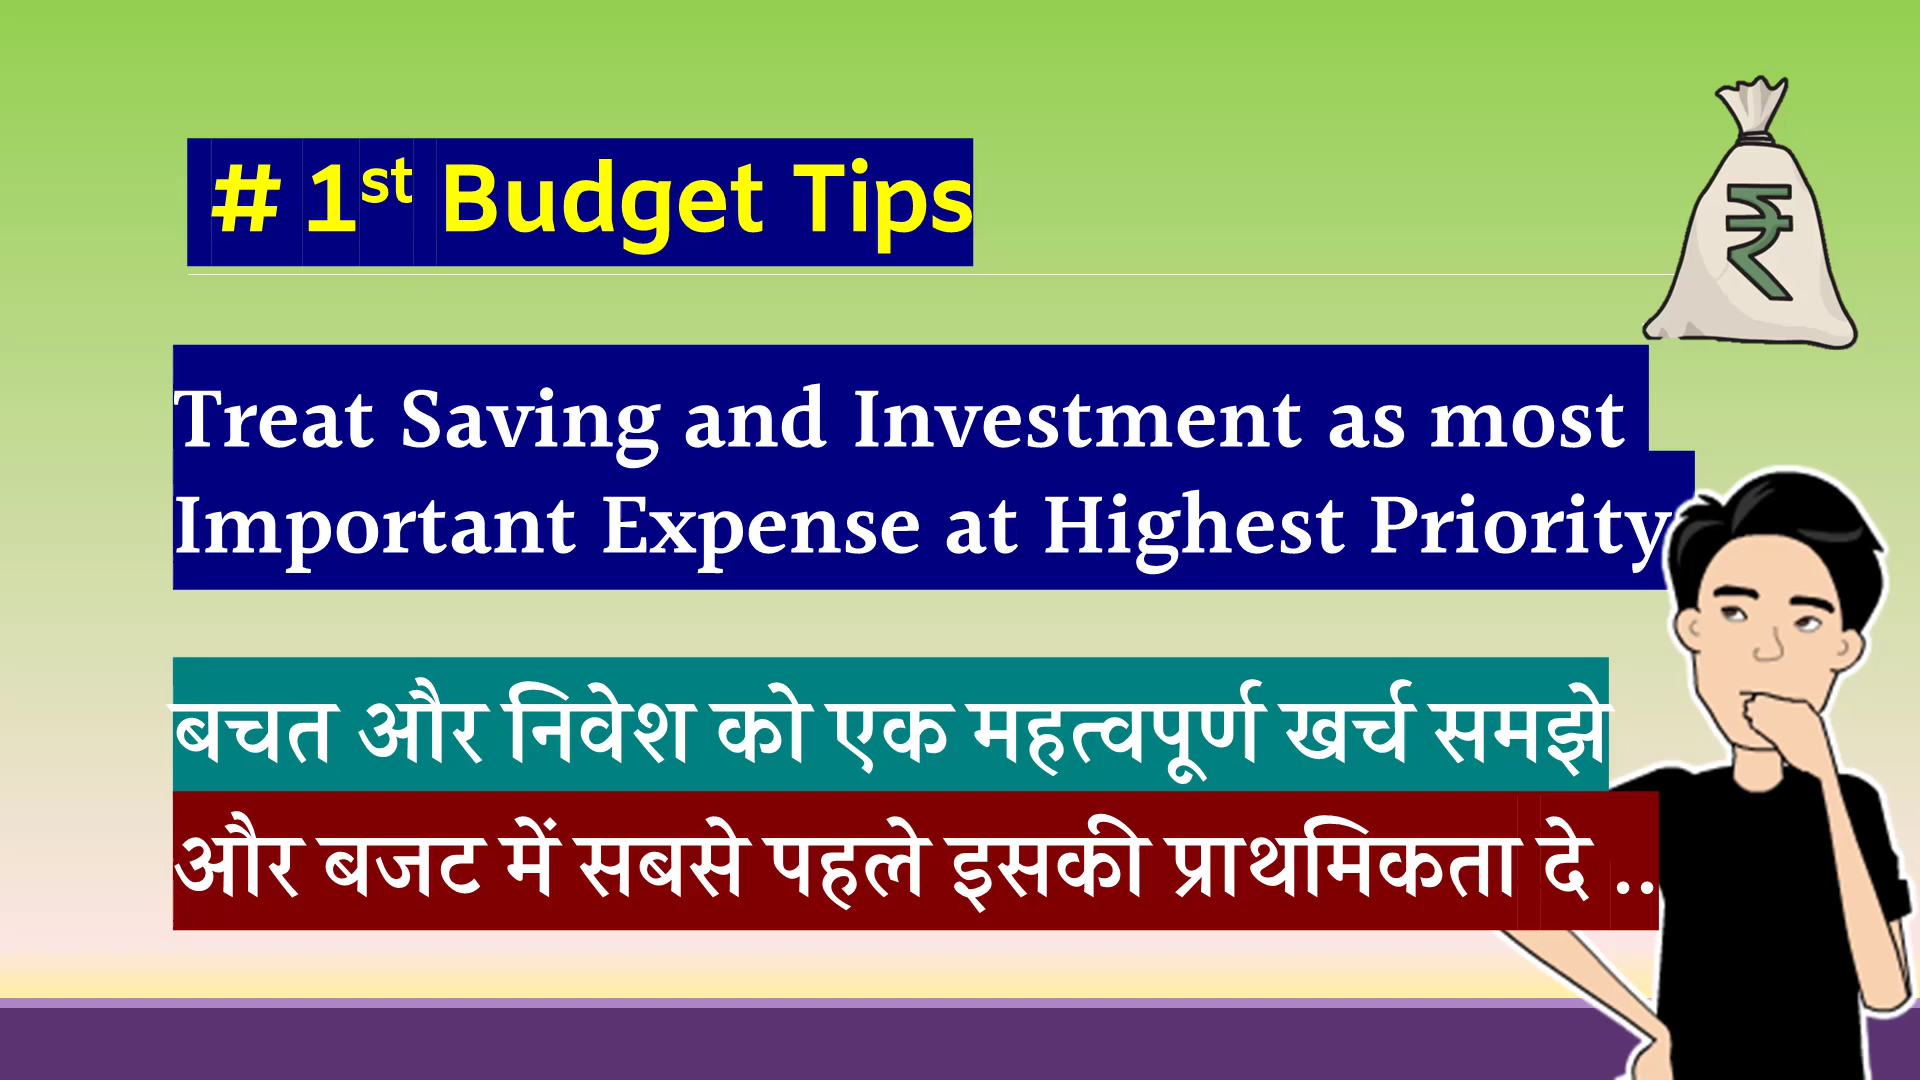 # 1st Budget Tips
Treat Saving and Investment as most
Important Expense at Highest Priority
बचत और निवेश को एक महत्वपूर्ण खर्च समझे
और बजट में सबसे पहले इसकी प्राथमिकता दे ..
₹